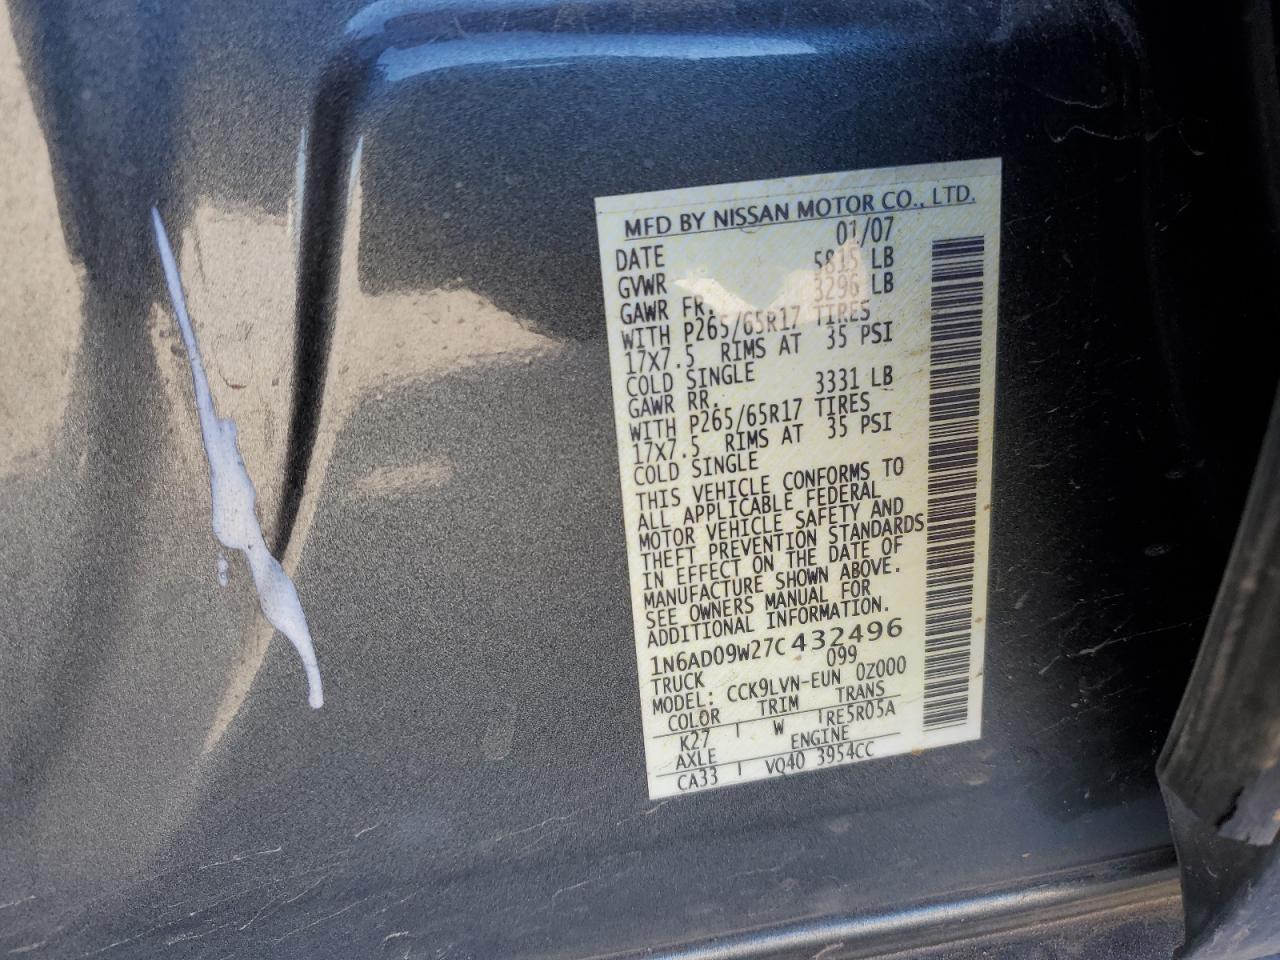 MFD BY NISSAN MOTOR CO., LTD.
DATE 01/07
GVWR 5815 LB
GAWR FR. 3296 LB
WITH P265/65R17 TIRES
17X7.5 RIMS AT 35 PSI
COLD SINGLE
GAWR RR. 3331 LB
WITH P265/65R17 TIRES
17X7.5 RIMS AT 35 PSI
COLD SINGLE
THIS VEHICLE CONFORMS TO
ALL APPLICABLE FEDERAL
MOTOR VEHICLE SAFETY AND
THEFT PREVENTION STANDARDS
IN EFFECT ON THE DATE OF
MANUFACTURE SHOWN ABOVE.
SEE OWNERS MANUAL FOR
ADDITIONAL INFORMATION.
1N6AD09W27C432496
TRUCK 099
MODEL: CCK9LVN-EUN 0Z000
COLOR TRIM TRANS
K27 W RE5R05A
AXLE ENGINE
CA33 VQ40 3954CC